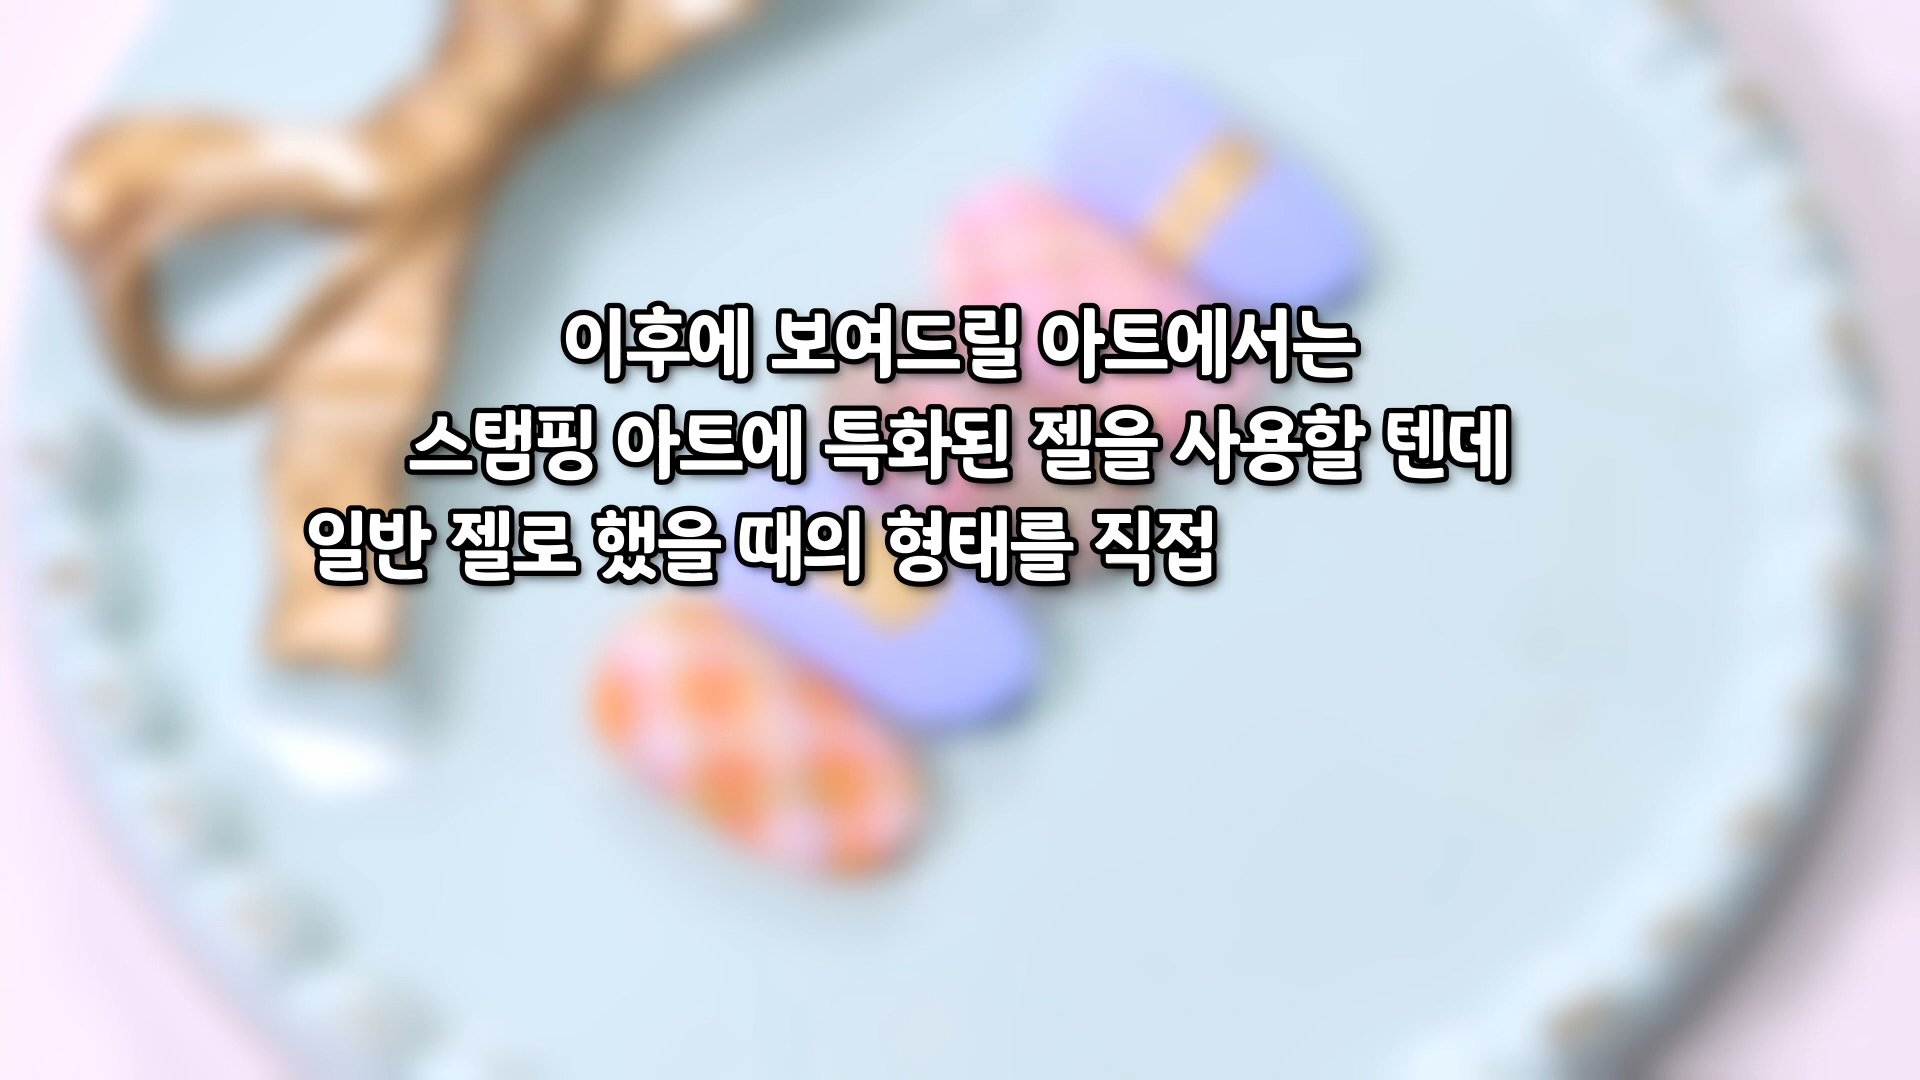 이후에 보여드릴 아트에서는
스탬핑 아트에 특화된 젤을 사용할 텐데
일반 젤로 했을 때의 형태를 직접